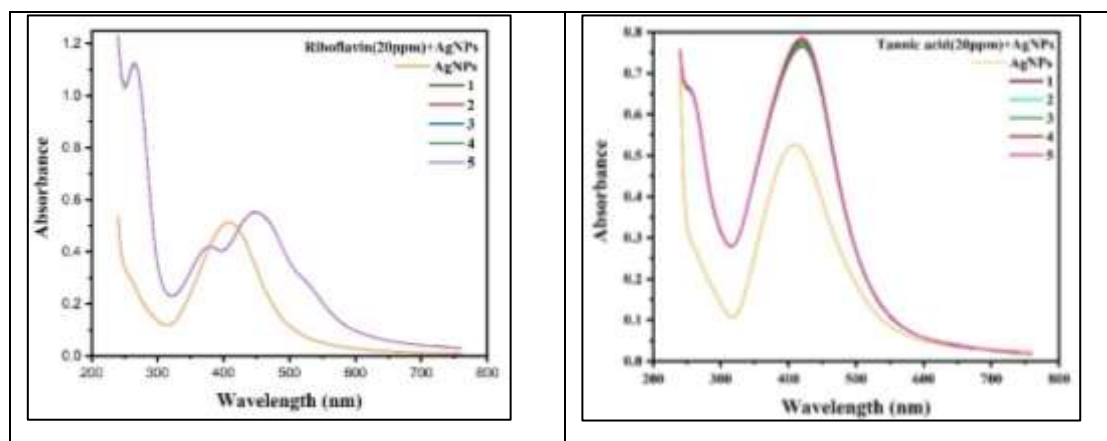 Riboflavin(20ppm)+AgNPs
AgNPs
1
2
3
4
5
1.2
1.0
0.8
0.6
0.4
0.2
0.0
Absorbance
200 300 400 500 600 700 800
Wavelength (nm)
Tannic acid(20ppm)+AgNPs
AgNPs
1
2
3
4
5
0.8
0.7
0.6
0.5
0.4
0.3
0.2
0.1
0.0
Absorbance
200 300 400 500 600 700 800
Wavelength (nm)